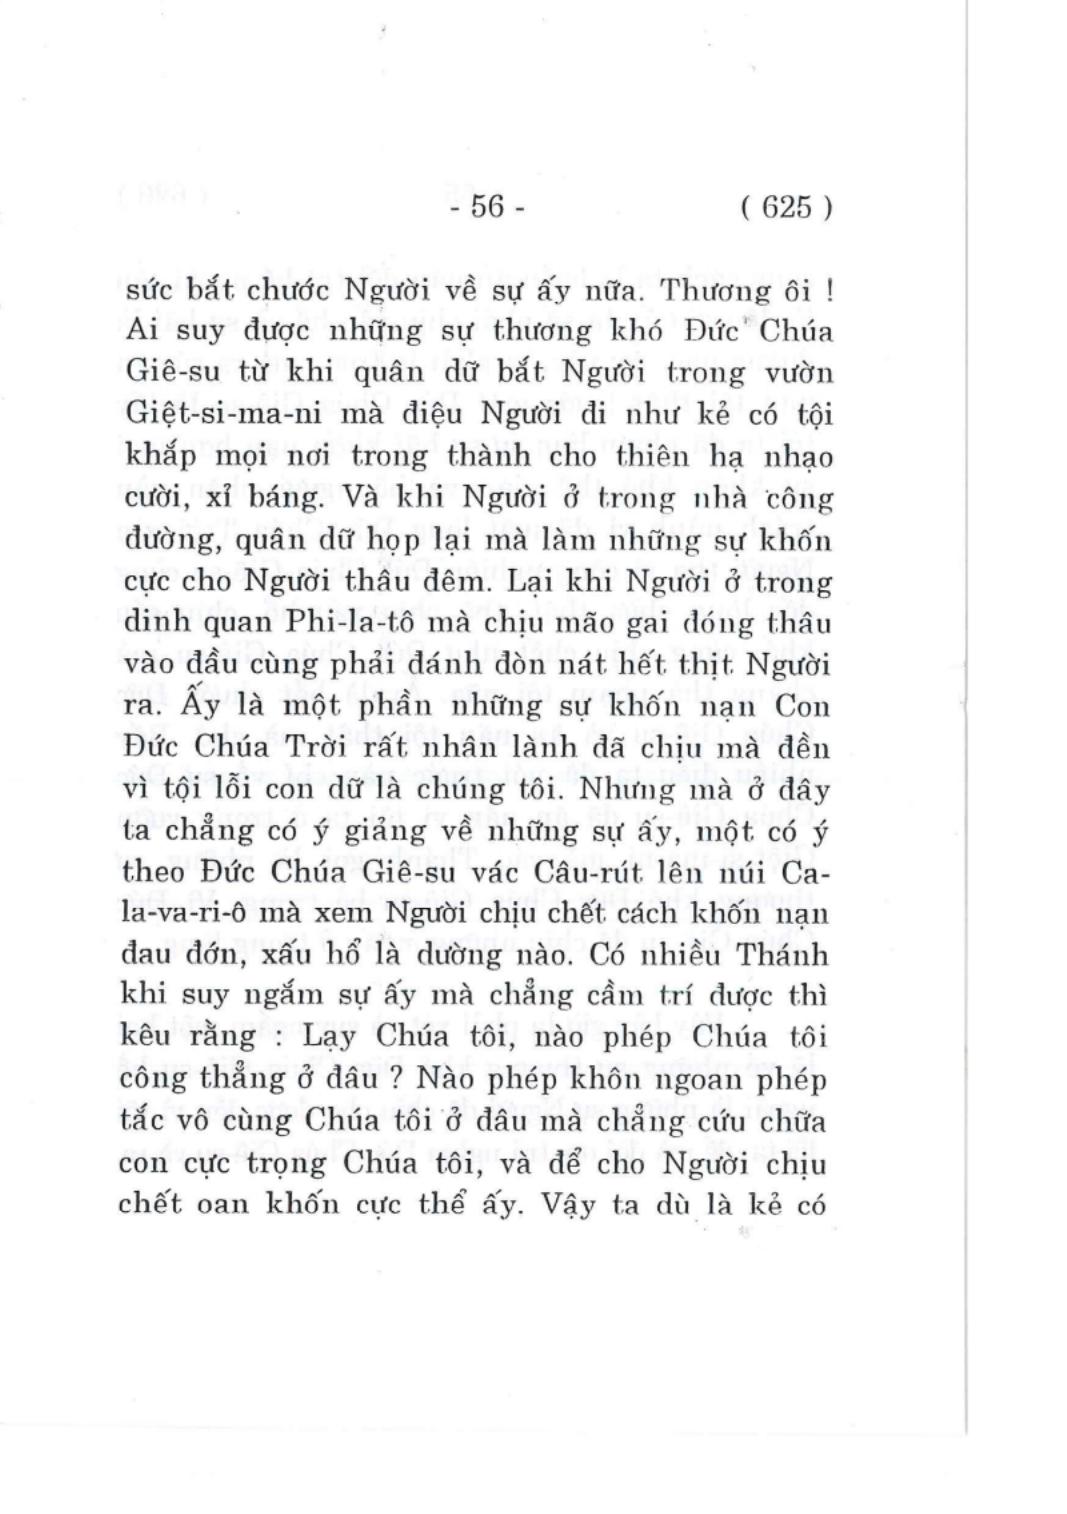 - 56 -
( 625 )
sức bắt chước Người về sự ấy nữa. Thương ôi !
Ai suy được những sự thương khó Đức Chúa
Giê-su từ khi quân dữ bắt Người trong vườn
Giệt-si-ma-ni mà điệu Người đi như kẻ có tội
khắp mọi nơi trong thành cho thiên hạ nhạo
cười, xỉ báng. Và khi Người ở trong nhà công
đường, quân dữ họp lại mà làm những sự khốn
cực cho Người thâu đêm. Lại khi Người ở trong
dinh quan Phi-la-tô mà chịu mão gai đóng thâu
vào đầu cùng phải đánh đòn nát hết thịt Người
ra. Ấy là một phần những sự khốn nạn Con
Đức Chúa Trời rất nhân lành đã chịu mà đền
vì tội lỗi con dữ là chúng tôi. Nhưng mà ở đây
ta chẳng có ý giảng về những sự ấy, một có ý
theo Đức Chúa Giê-su vác Câu-rút lên núi Ca-
la-va-ri-ô mà xem Người chịu chết cách khốn nạn
đau đớn, xấu hổ là dường nào. Có nhiều Thánh
khi suy ngắm sự ấy mà chẳng cầm trí được thì
kêu rằng : Lạy Chúa tôi, nào phép Chúa tôi
công thẳng ở đâu ? Nào phép khôn ngoan phép
tắc vô cùng Chúa tôi ở đâu mà chẳng cứu chữa
con cực trọng Chúa tôi, và để cho Người chịu
chết oan khốn cực thể ấy. Vậy ta dù là kẻ có